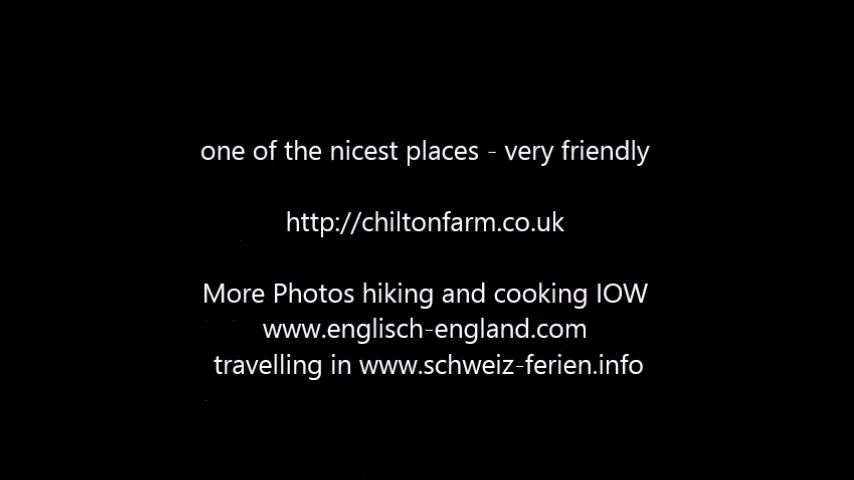 one of the nicest places - very friendly
http://chiltonfarm.co.uk
More Photos hiking and cooking IOW
www.englisch-england.com
travelling in www.schweiz-ferien.info